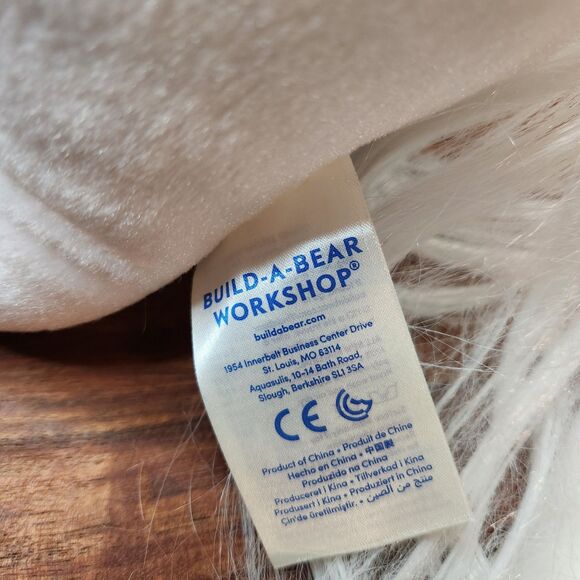 BUILD-A-BEAR
WORKSHOP®
buildabear.com
1954 Innerbelt Business Center Drive
St. Louis, MO 63114
Aquasulis, 10-14 Bath Road,
Slough, Berkshire SL1 3SA
CE
Product of China • Produit de Chine
Hecho en China • 中国製
Produzido na China
Produceret i Kina • Tillverkad i Kina
Produsert i Kina • Produziert in China
Çin'de üretilmiştir. • منتج من الصين